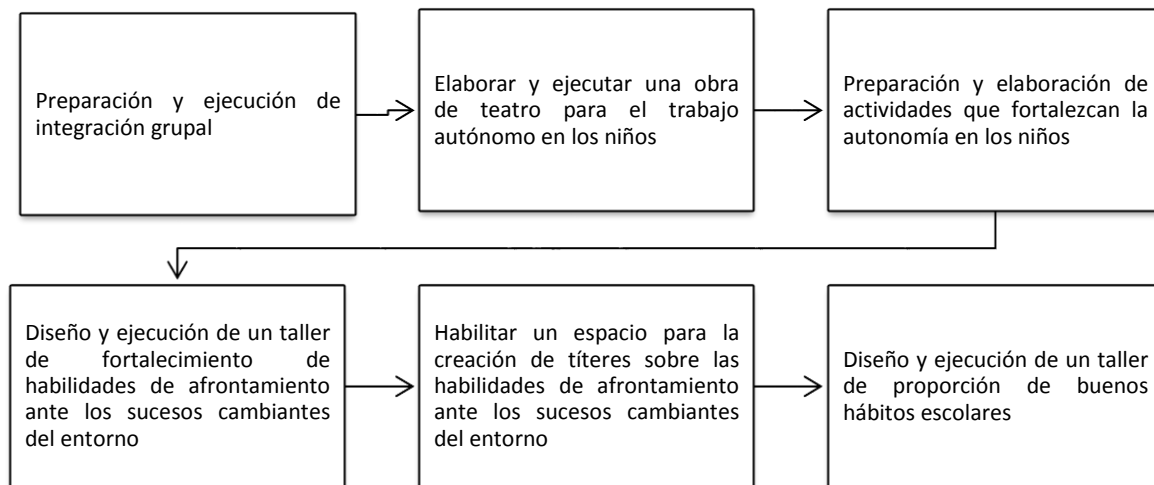 Preparación y ejecución de
integración grupal
Elaborar y ejecutar una obra
de teatro para el trabajo
autónomo en los niños
Preparación y elaboración de
actividades que fortalezcan la
autonomía en los niños
Diseño y ejecución de un taller
de fortalecimiento de
habilidades de afrontamiento
ante los sucesos cambiantes
del entorno
Habilitar un espacio para la
creación de títeres sobre las
habilidades de afrontamiento
ante los sucesos cambiantes
del entorno
Diseño y ejecución de un taller
de proporción de buenos
hábitos escolares